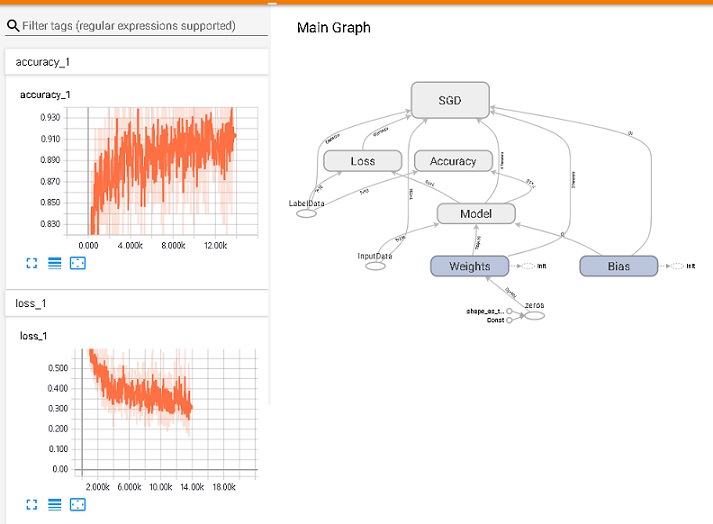 Filter tags (regular expressions supported)
Main Graph
accuracy_1
accuracy_1
0.930
0.910
0.890
0.870
0.850
0.830
0.000
4.000k
8.000k
12.00k
loss_1
loss_1
0.500
0.400
0.300
0.200
0.100
0.00
2.000k
6.000k
10.00k
14.00k
18.00k
SGD
Loss
Accuracy
LabelData
Model
InputData
Weights
Init
Bias
Init
zeros
shape_as_t...
Const